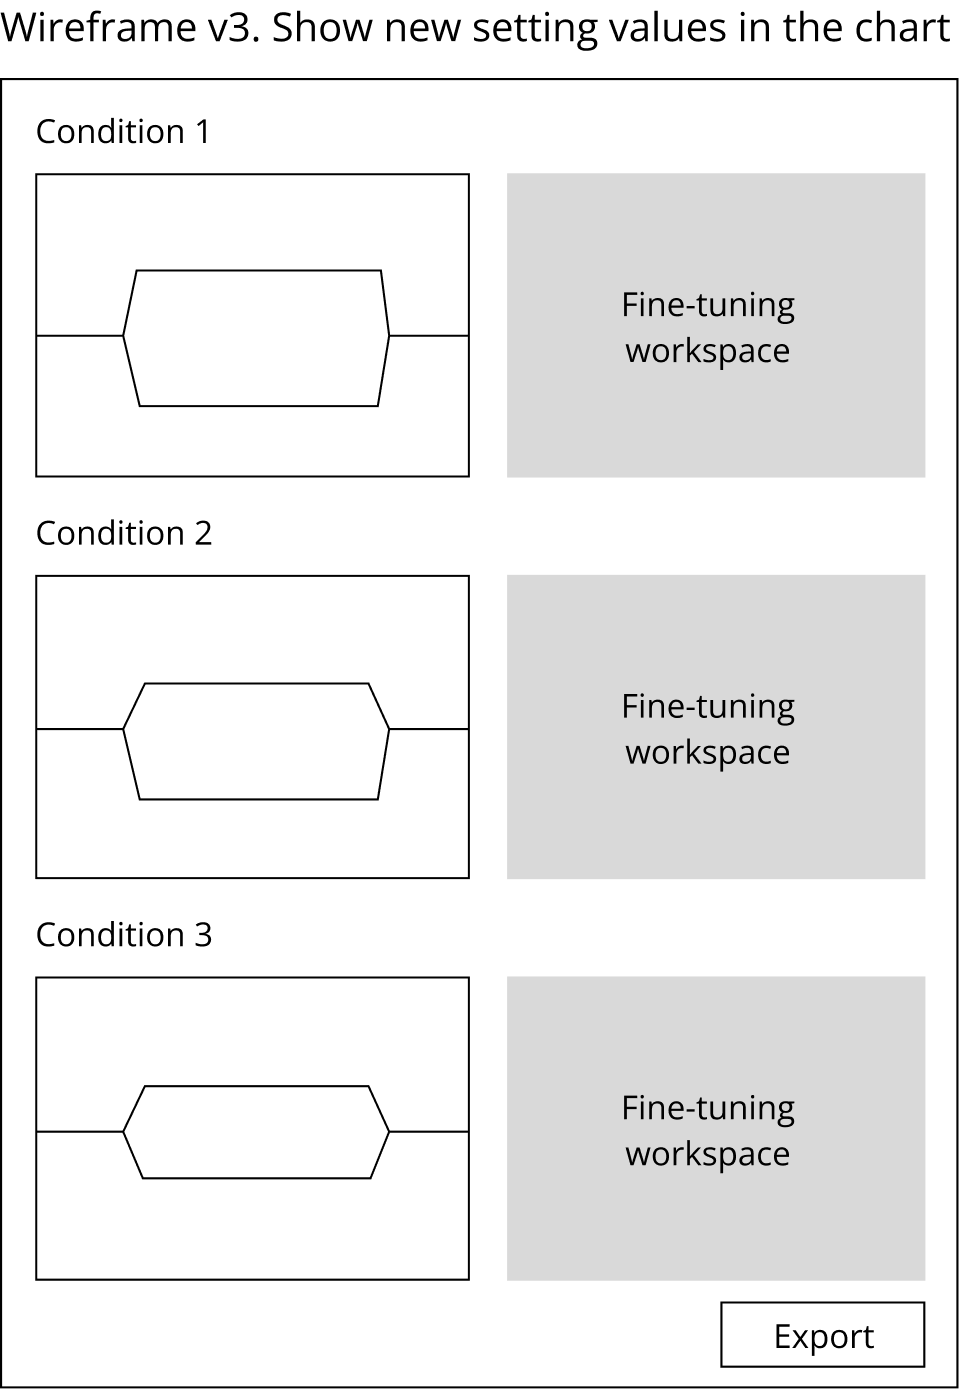 Wireframe v3. Show new setting values in the chart
Condition 1
Fine-tuning
workspace
Condition 2
Fine-tuning
workspace
Condition 3
Fine-tuning
workspace
Export